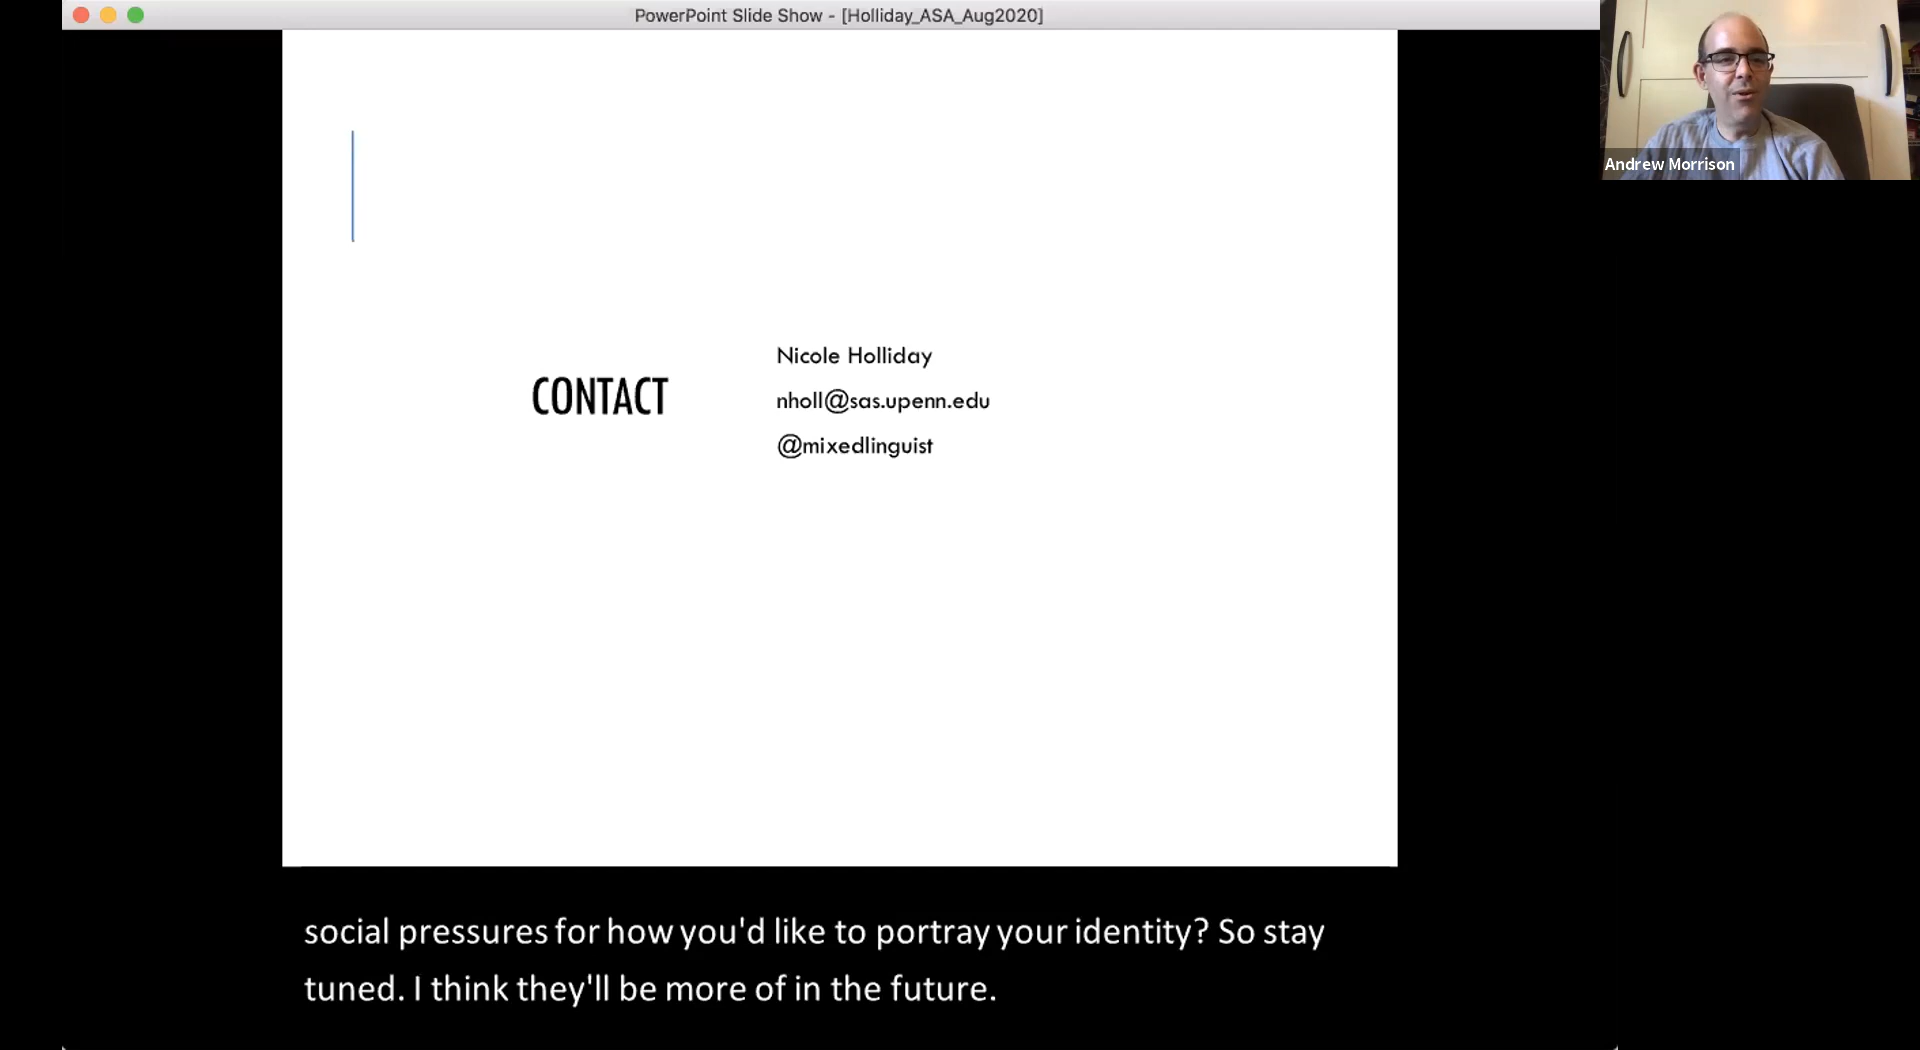 PowerPoint Slide Show - [Holliday_ASA_Aug2020]
Andrew Morrison
CONTACT
Nicole Holliday
nholl@sas.upenn.edu
@mixedlinguist
social pressures for how you'd like to portray your identity? So stay
tuned. I think they'll be more of in the future.